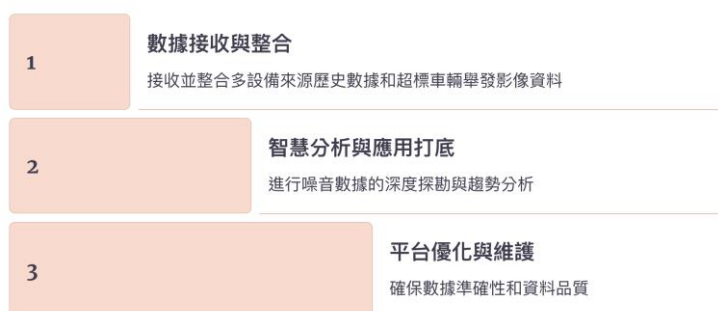 1
數據接收與整合
接收並整合多設備來源歷史數據和超標車輛舉發影像資料
2
智慧分析與應用打底
進行噪音數據的深度探勘與趨勢分析
3
平台優化與維護
確保數據準確性和資料品質